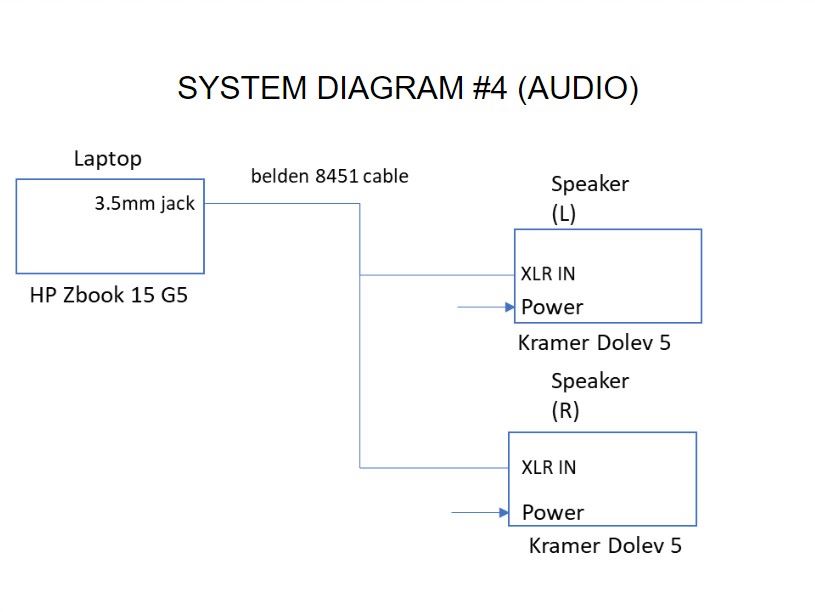 SYSTEM DIAGRAM #4 (AUDIO)
Laptop
3.5mm jack
HP Zbook 15 G5
belden 8451 cable
Speaker
(L)
XLR IN
Power
Kramer Dolev 5
Speaker
(R)
XLR IN
Power
Kramer Dolev 5